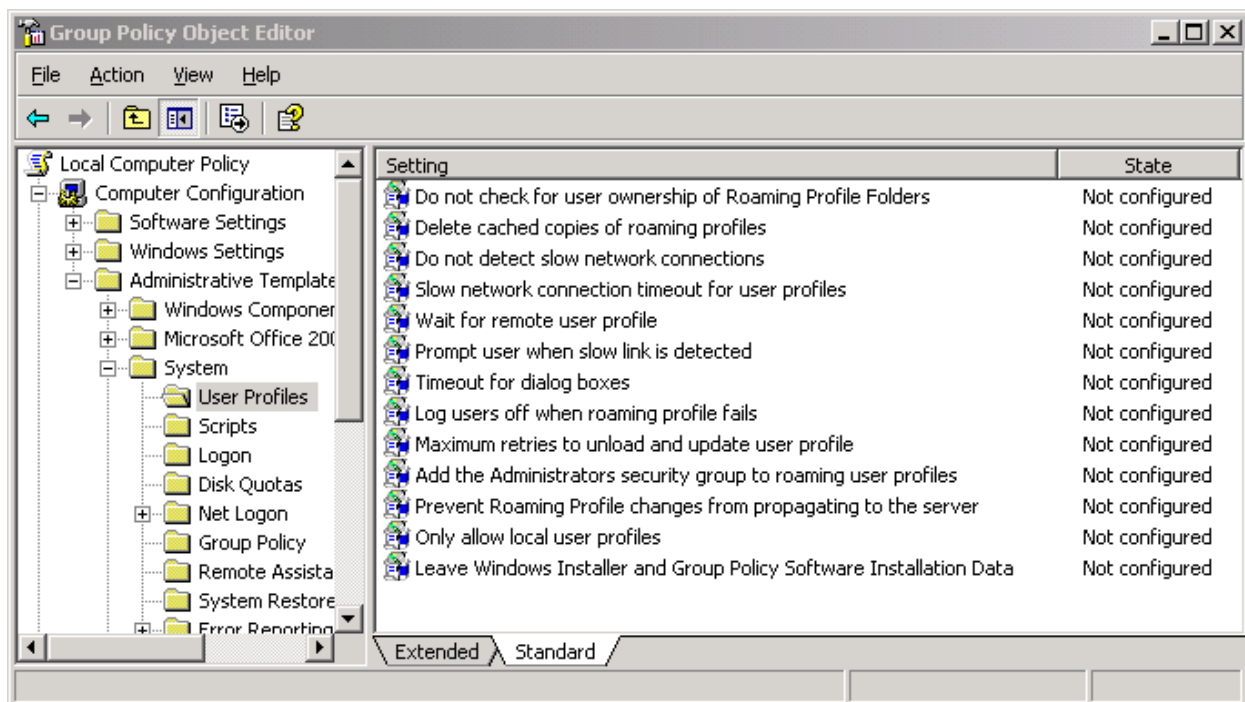 Group Policy Object Editor
File Action View Help
Local Computer Policy
Computer Configuration
Software Settings
Windows Settings
Administrative Template
Windows Componer
Microsoft Office 200
System
User Profiles
Scripts
Logon
Disk Quotas
Net Logon
Group Policy
Remote Assista
System Restore
Error Reporting
Setting State
Do not check for user ownership of Roaming Profile Folders Not configured
Delete cached copies of roaming profiles Not configured
Do not detect slow network connections Not configured
Slow network connection timeout for user profiles Not configured
Wait for remote user profile Not configured
Prompt user when slow link is detected Not configured
Timeout for dialog boxes Not configured
Log users off when roaming profile fails Not configured
Maximum retries to unload and update user profile Not configured
Add the Administrators security group to roaming user profiles Not configured
Prevent Roaming Profile changes from propagating to the server Not configured
Only allow local user profiles Not configured
Leave Windows Installer and Group Policy Software Installation Data Not configured
Extended Standard